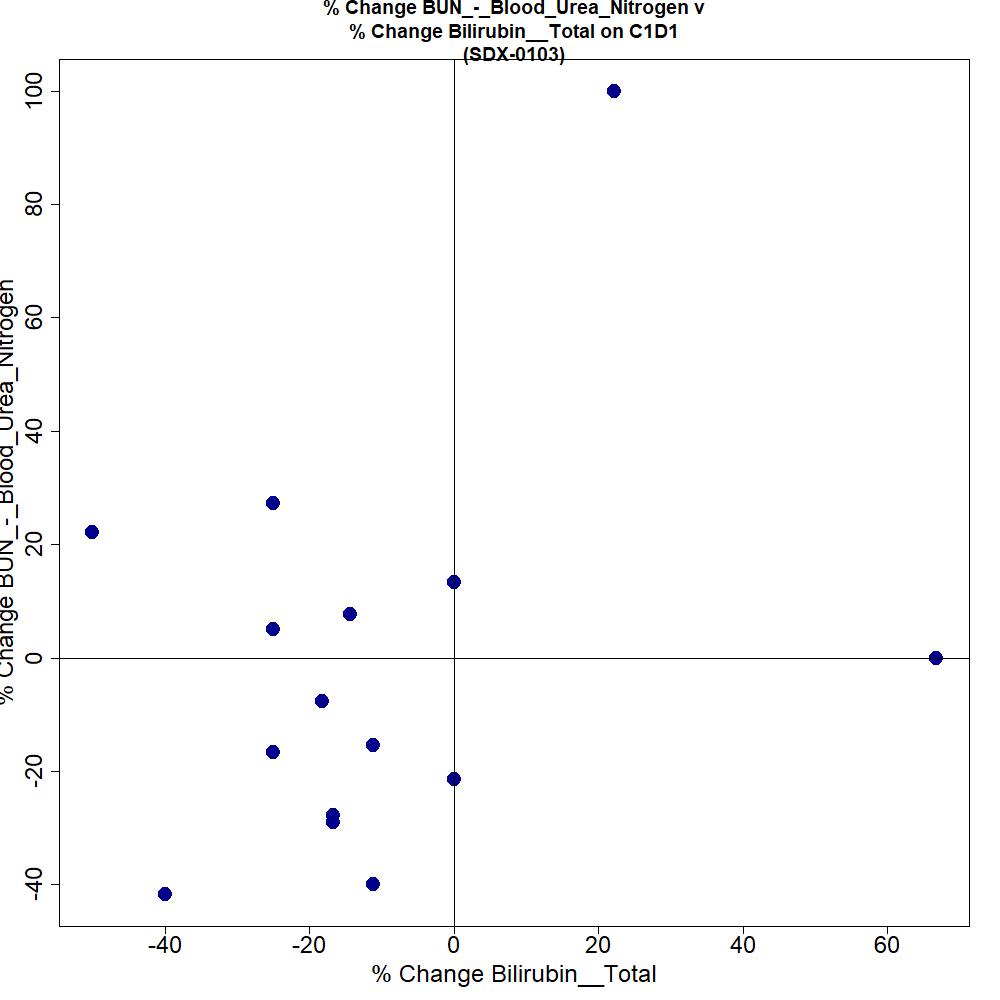 % Change BUN_-_Blood_Urea_Nitrogen v
% Change Bilirubin__Total on C1D1
(SDX-0103)
% Change BUN_-_Blood_Urea_Nitrogen
100
80
60
40
20
0
-20
-40
-40
-20
0
20
40
60
% Change Bilirubin__Total